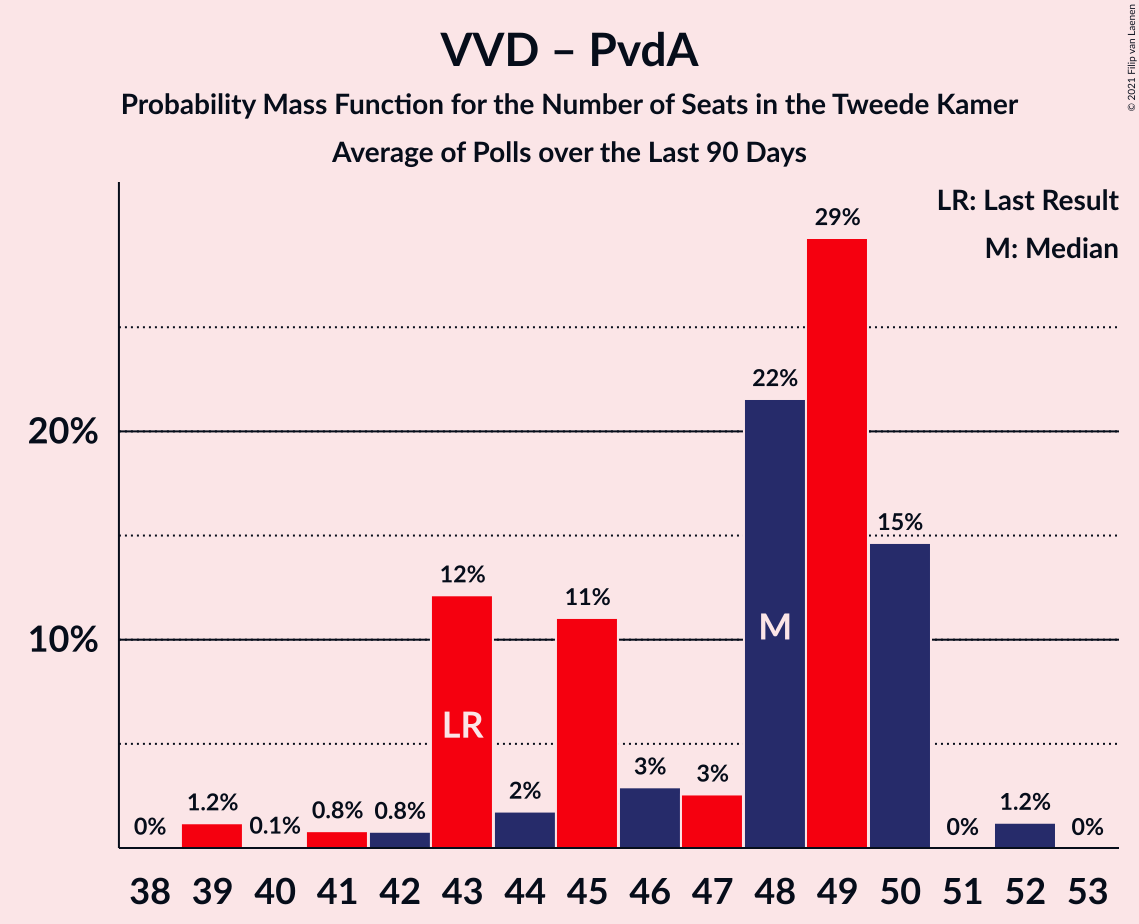 VVD – PvdA
Probability Mass Function for the Number of Seats in the Tweede Kamer
Average of Polls over the Last 90 Days
© 2021 Filip van Laenen
LR: Last Result
M: Median
20%
10%
0%
1.2%
0.1%
0.8%
0.8%
12%
2%
11%
3%
3%
22%
29%
15%
0%
1.2%
0%
LR
M
38 39 40 41 42 43 44 45 46 47 48 49 50 51 52 53